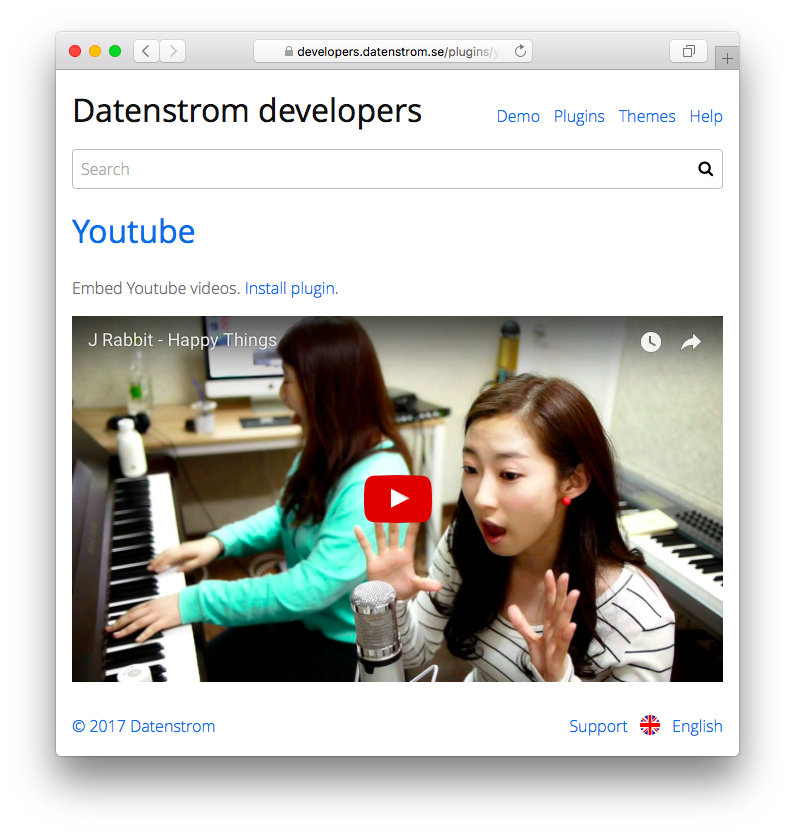 developers.datenstrom.se/plugins/y
Datenstrom developers
Demo Plugins Themes Help
Search
Youtube
Embed Youtube videos. Install plugin.
J Rabbit - Happy Things
© 2017 Datenstrom
Support English